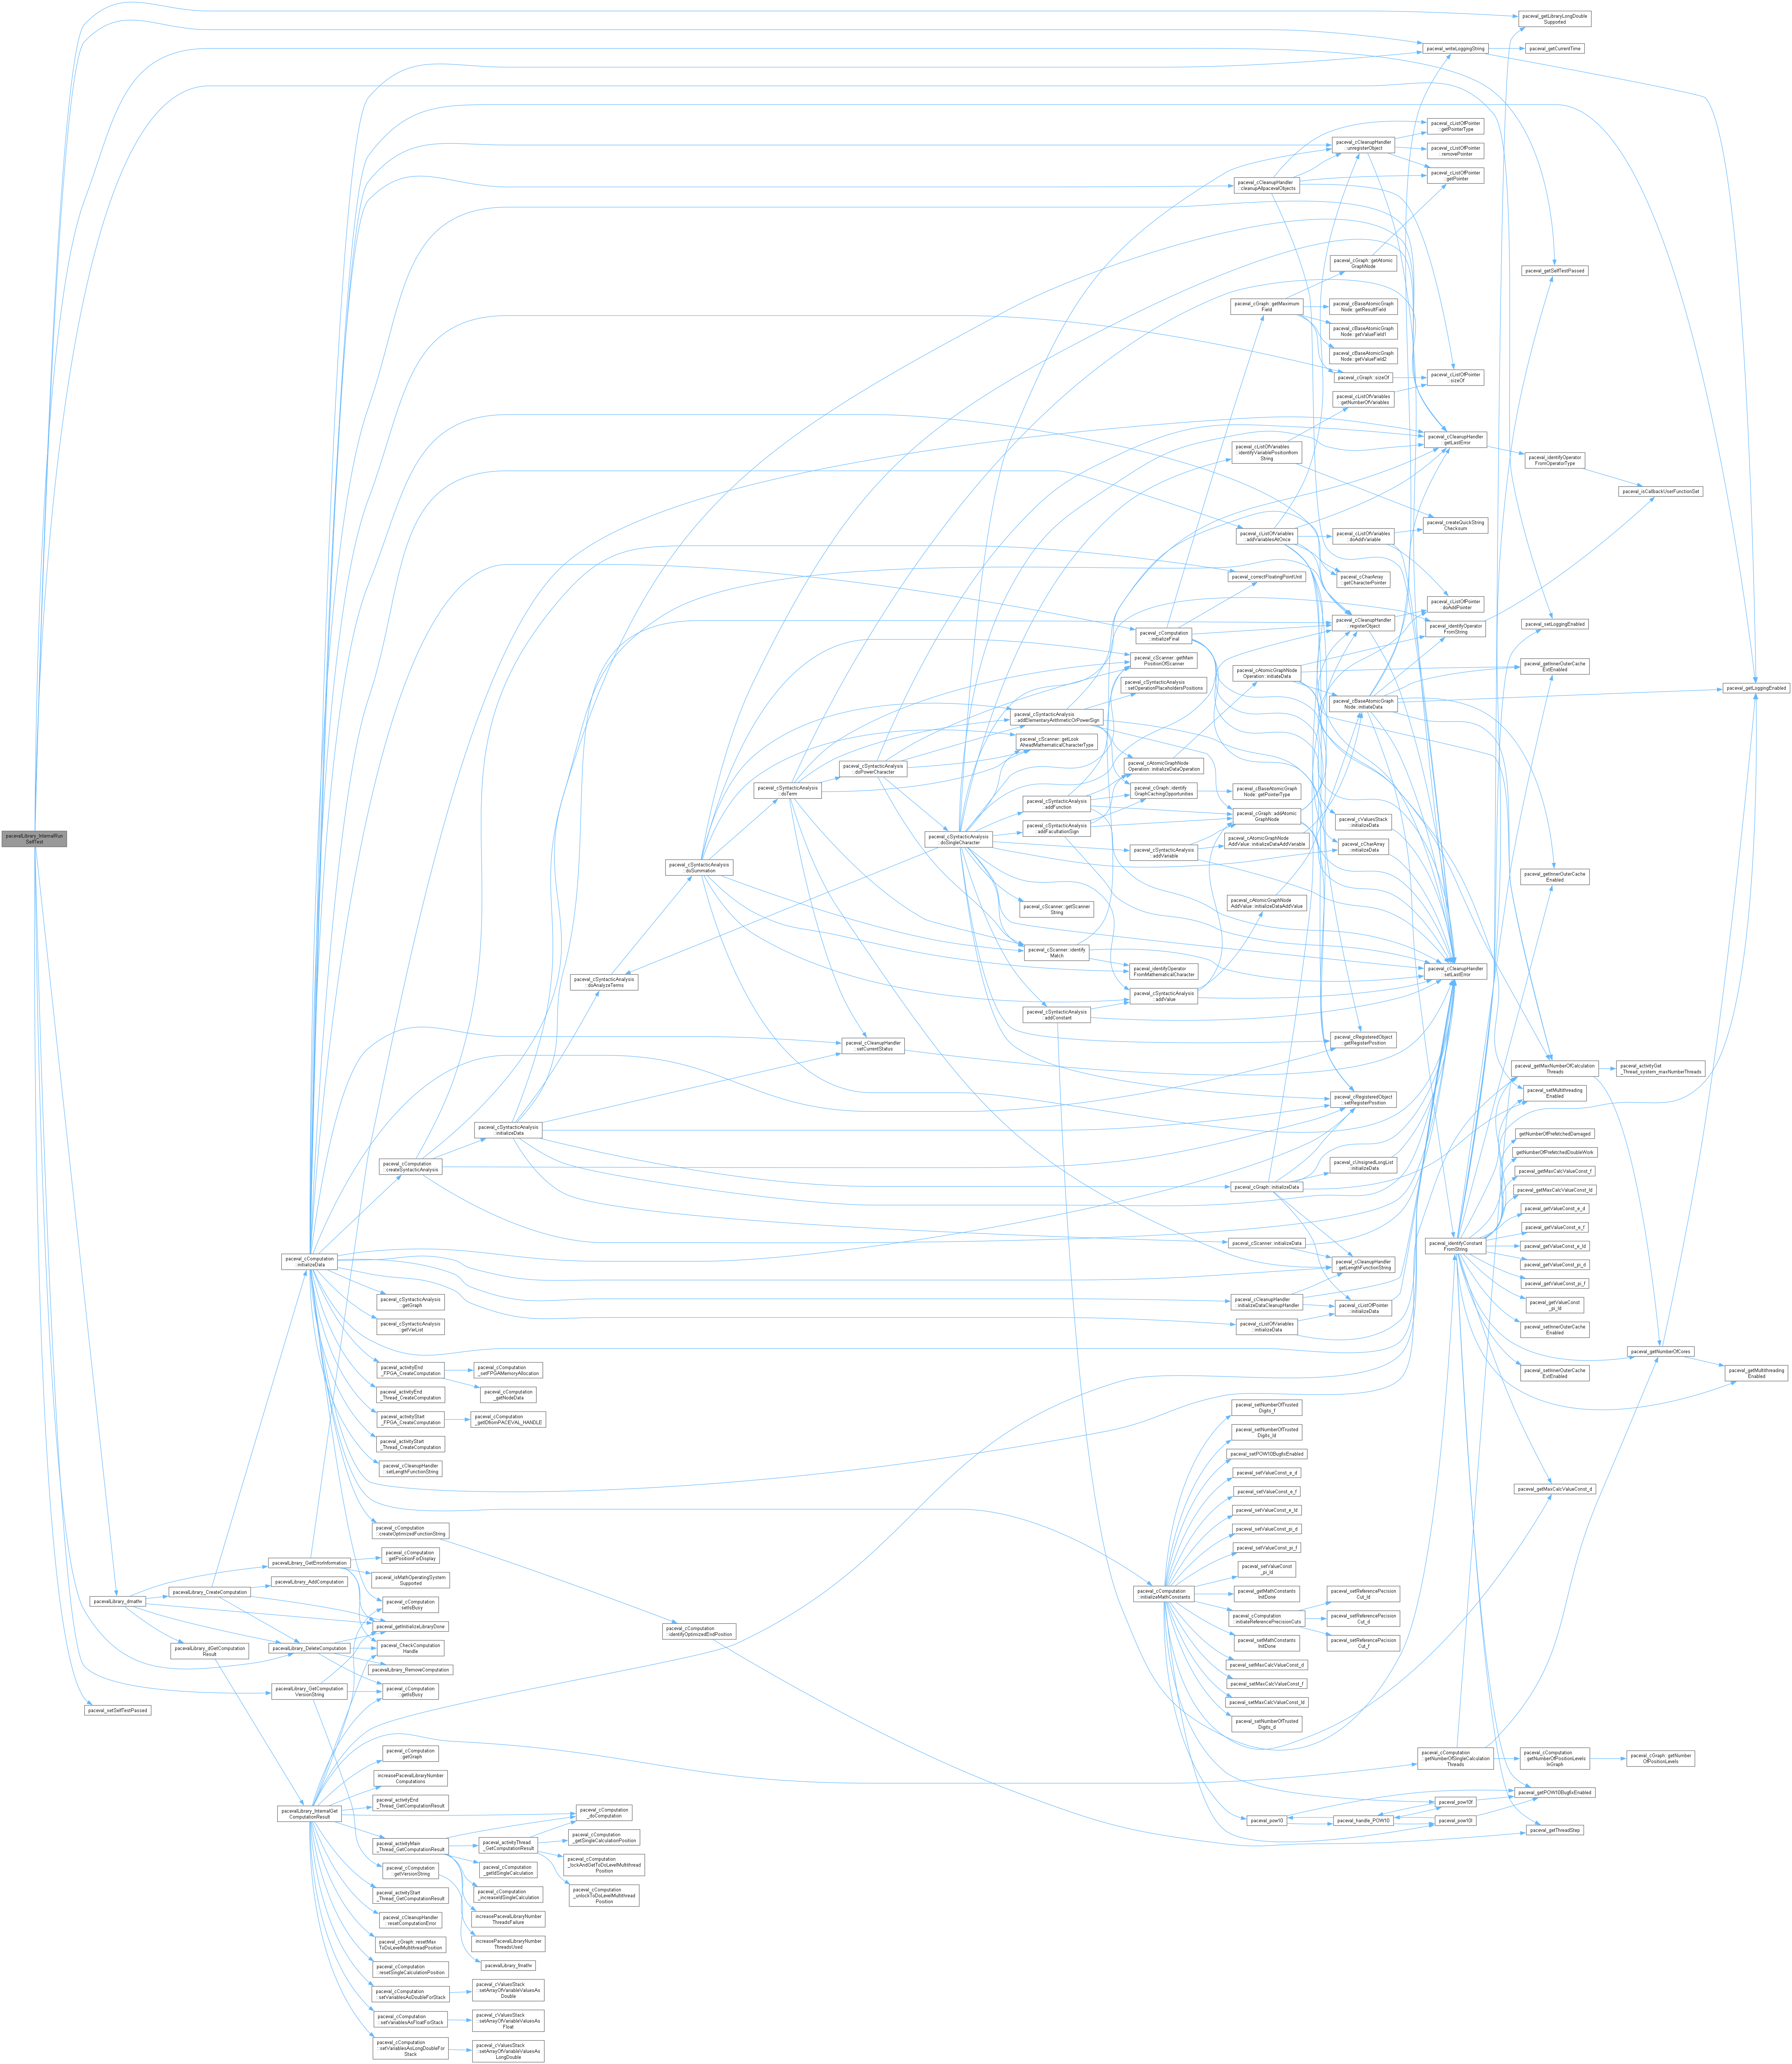 pacevalLibrary_InternalRun
SelfTest
pacevalLibrary_dmathv
paceval_setSelfTestPassed
pacevalLibrary_GetErrorInformation
pacevalLibrary_CreateComputation
pacevalLibrary_dGetComputation
Result
pacevalLibrary_DeleteComputation
pacevalLibrary_GetComputation
VersionString
pacevalLibrary_AddComputation
pacevalLibrary_InternalGet
ComputationResult
paceval_cComputation
::initializeData
paceval_cComputation
::createSyntacticAnalysis
paceval_cSyntacticAnalysis
::getGraph
paceval_cSyntacticAnalysis
::getVarList
paceval_activityEnd
_FPGA_CreateComputation
paceval_activityEnd
_Thread_CreateComputation
paceval_activityStart
_FPGA_CreateComputation
paceval_activityStart
_Thread_CreateComputation
paceval_cCleanupHandler
::setLengthFunctionString
paceval_cComputation
::createOptimizedFunctionString
paceval_cComputation
::getPositionForDisplay
paceval_isMathOperatingSystem
Supported
paceval_cComputation
::setIsBusy
paceval_getInitializeLibraryDone
paceval_CheckComputation
Handle
pacevalLibrary_RemoveComputation
paceval_cComputation
::getIsBusy
paceval_cComputation
::getGraph
increasePacevalLibraryNumber
Computations
paceval_activityEnd
_Thread_GetComputationResult
paceval_activityMain
_Thread_GetComputationResult
paceval_cComputation
::getVersionString
paceval_activityStart
_Thread_GetComputationResult
paceval_cCleanupHandler
::resetComputationError
paceval_cGraph::resetMax
ToDoLevelMultithreadPosition
paceval_cComputation
::resetSingleCalculationPosition
paceval_cComputation
::setVariablesAsDoubleForStack
paceval_cComputation
::setVariablesAsFloatForStack
paceval_cComputation
::setVariablesAsLongDoubleFor
Stack
paceval_cSyntacticAnalysis
::initializeData
paceval_cComputation
_setFPGAMemoryAllocation
paceval_cComputation
_getNodeData
paceval_cComputation
_getIDfromPACEVAL_HANDLE
paceval_activityThread
_GetComputationResult
paceval_cComputation
_getIdSingleCalculation
paceval_cComputation
_increaseIdSingleCalculation
increasePacevalLibraryNumber
ThreadsFailure
increasePacevalLibraryNumber
ThreadsUsed
pacevalLibrary_fmathv
paceval_cValuesStack
::setArrayOfVariableValuesAs
Double
paceval_cValuesStack
::setArrayOfVariableValuesAs
Float
paceval_cValuesStack
::setArrayOfVariableValuesAs
LongDouble
paceval_cSyntacticAnalysis
::doAnalyzeTerms
paceval_cComputation
_doComputation
paceval_cComputation
_getSingleCalculationPosition
paceval_cComputation
_lockAndGetToDoLevelMultithread
Position
paceval_cComputation
_unlockToDoLevelMultithread
Position
paceval_cSyntacticAnalysis
::doSummation
paceval_cComputation
::identifyOptimizedEndPosition
paceval_cSyntacticAnalysis
::doTerm
paceval_cSyntacticAnalysis
::doPowerCharacter
paceval_cCleanupHandler
::setCurrentStatus
paceval_cSyntacticAnalysis
::doSingleCharacter
paceval_cScanner::getMain
PositionOfScanner
paceval_cSyntacticAnalysis
::addElementaryArithmeticOrPowerSign
paceval_cScanner::getLook
AheadMathematicalCharacterType
paceval_cSyntacticAnalysis
::addFunction
paceval_cSyntacticAnalysis
::addFacultationSign
paceval_cScanner::getScanner
String
paceval_cScanner::identify
Match
paceval_cSyntacticAnalysis
::addConstant
paceval_cSyntacticAnalysis
::setOperationPlaceholdersPositions
paceval_cComputation
::initializeFinal
paceval_cAtomicGraphNode
Operation::initializeDataOperation
paceval_cGraph::identify
GraphCachingOpportunities
paceval_cSyntacticAnalysis
::addVariable
paceval_identifyOperator
FromMathematicalCharacter
paceval_cSyntacticAnalysis
::addValue
paceval_cComputation
::initializeMathConstants
paceval_cCleanupHandler
::cleanupAllpacevalObjects
paceval_cGraph::getMaximum
Field
paceval_cListOfVariables
::identifyVariablePositionfrom
String
paceval_cListOfVariables
::addVariablesAtOnce
paceval_correctFloatingPointUnit
paceval_cAtomicGraphNode
Operation::initiateData
paceval_cBaseAtomicGraph
Node::getPointerType
paceval_cGraph::addAtomic
GraphNode
paceval_cAtomicGraphNode
AddValue::initializeDataAddVariable
paceval_cAtomicGraphNode
AddValue::initializeDataAddValue
paceval_cGraph::initializeData
paceval_cScanner::initializeData
paceval_cCleanupHandler
::initializeDataCleanupHandler
paceval_cListOfVariables
::initializeData
paceval_setNumberOfTrusted
Digits_f
paceval_setNumberOfTrusted
Digits_ld
paceval_setPOW10BugfixEnabled
paceval_setValueConst_e_d
paceval_setValueConst_e_f
paceval_setValueConst_e_ld
paceval_setValueConst_pi_d
paceval_setValueConst_pi_f
paceval_setValueConst
_pi_ld
paceval_getMathConstants
InitDone
paceval_cComputation
::initiateReferencePrecisionCuts
paceval_setMathConstants
InitDone
paceval_setMaxCalcValueConst_d
paceval_setMaxCalcValueConst_f
paceval_setMaxCalcValueConst_ld
paceval_setNumberOfTrusted
Digits_d
paceval_pow10
paceval_cCleanupHandler
::unregisterObject
paceval_cGraph::getAtomic
GraphNode
paceval_cBaseAtomicGraph
Node::getResultField
paceval_cBaseAtomicGraph
Node::getValueField1
paceval_cBaseAtomicGraph
Node::getValueField2
paceval_cGraph::sizeOf
paceval_cListOfVariables
::getNumberOfVariables
paceval_cListOfVariables
::doAddVariable
paceval_cCharArray
::getCharacterPointer
paceval_cCleanupHandler
::registerObject
paceval_cBaseAtomicGraph
Node::initiateData
paceval_cValuesStack
::initializeData
paceval_cCharArray
::initializeData
paceval_cRegisteredObject
::getRegisterPosition
paceval_cRegisteredObject
::setRegisterPosition
paceval_cUnsignedLongList
::initializeData
paceval_cCleanupHandler
::getLengthFunctionString
paceval_cListOfPointer
::initializeData
paceval_setReferencePecision
Cut_ld
paceval_setReferencePecision
Cut_d
paceval_setReferencePecision
Cut_f
paceval_handle_POW10
paceval_writeLoggingString
paceval_cListOfPointer
::getPointerType
paceval_cListOfPointer
::removePointer
paceval_cListOfPointer
::getPointer
paceval_cListOfPointer
::sizeOf
paceval_cCleanupHandler
::getLastError
paceval_createQuickString
Checksum
paceval_cListOfPointer
::doAddPointer
paceval_identifyOperator
FromString
paceval_cCleanupHandler
::setLastError
paceval_identifyConstant
FromString
paceval_cComputation
::getNumberOfSingleCalculation
Threads
paceval_pow10f
paceval_pow10l
paceval_getLibraryLongDouble
Supported
paceval_getCurrentTime
paceval_getSelfTestPassed
paceval_identifyOperator
FromOperatorType
paceval_setLoggingEnabled
paceval_getInnerOuterCache
ExtEnabled
paceval_getInnerOuterCache
Enabled
paceval_getMaxNumberOfCalculation
Threads
paceval_setMultithreading
Enabled
getNumberOfPrefetchedDamaged
getNumberOfPrefetchedDoubleWork
paceval_getMaxCalcValueConst_f
paceval_getMaxCalcValueConst_ld
paceval_getValueConst_e_d
paceval_getValueConst_e_f
paceval_getValueConst_e_ld
paceval_getValueConst_pi_d
paceval_getValueConst_pi_f
paceval_getValueConst
_pi_ld
paceval_setInnerOuterCache
Enabled
paceval_setInnerOuterCache
ExtEnabled
paceval_getMaxCalcValueConst_d
paceval_cComputation
::getNumberOfPositionLevels
InGraph
paceval_getPOW10BugfixEnabled
paceval_getThreadStep
paceval_isCallbackUserFunctionSet
paceval_activityGet
_Thread_system_maxNumberThreads
paceval_getNumberOfCores
paceval_cGraph::getNumber
OfPositionLevels
paceval_getLoggingEnabled
paceval_getMultithreading
Enabled